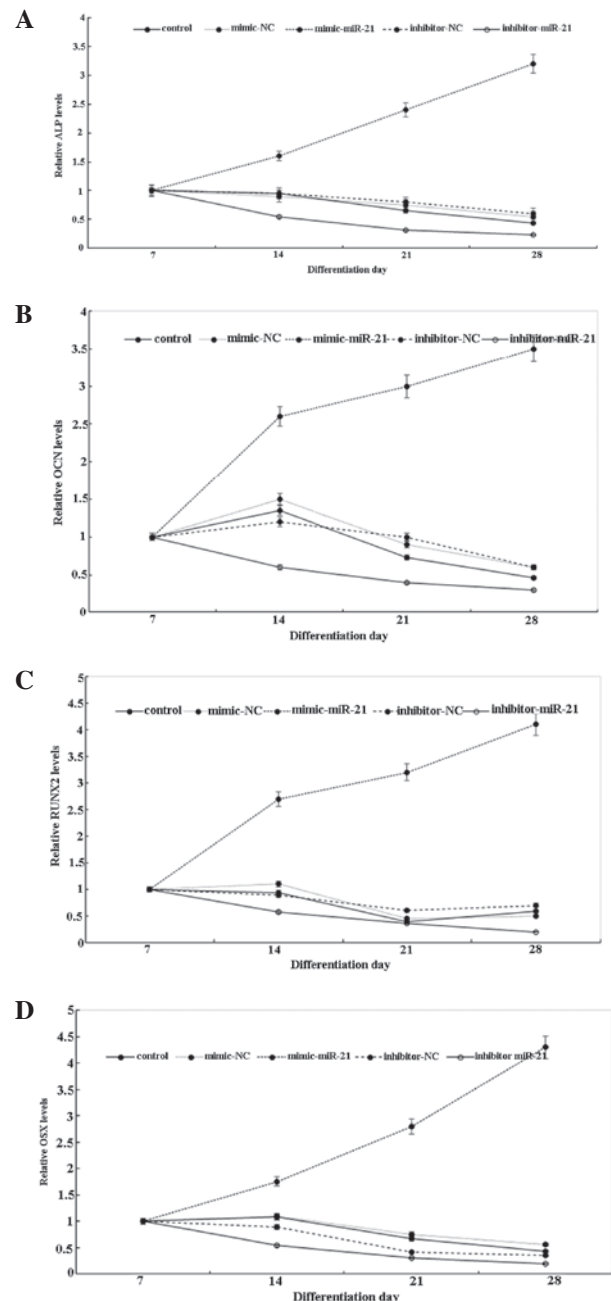 A
control mimic-NC mimic-miR-21 inhibitor-NC inhibitor-miR-21
4
3.5
3
2.5
2
1.5
1
0.5
0
Relative ALP levels
7 14 21 28
Differentiation day
B
control mimic-NC mimic-miR-21 inhibitor-NC inhibitor-miR-21
4
3.5
3
2.5
2
1.5
1
0.5
0
Relative OCN levels
7 14 21 28
Differentiation day
C
control mimic-NC mimic-miR-21 inhibitor-NC inhibitor-miR-21
5
4.5
4
3.5
3
2.5
2
1.5
1
0.5
0
Relative RUNX2 levels
7 14 21 28
Differentiation day
D
control mimic-NC mimic-miR-21 inhibitor-NC inhibitor miR-21
5
4.5
4
3.5
3
2.5
2
1.5
1
0.5
0
Relative OSX levels
7 14 21 28
Differentiation day